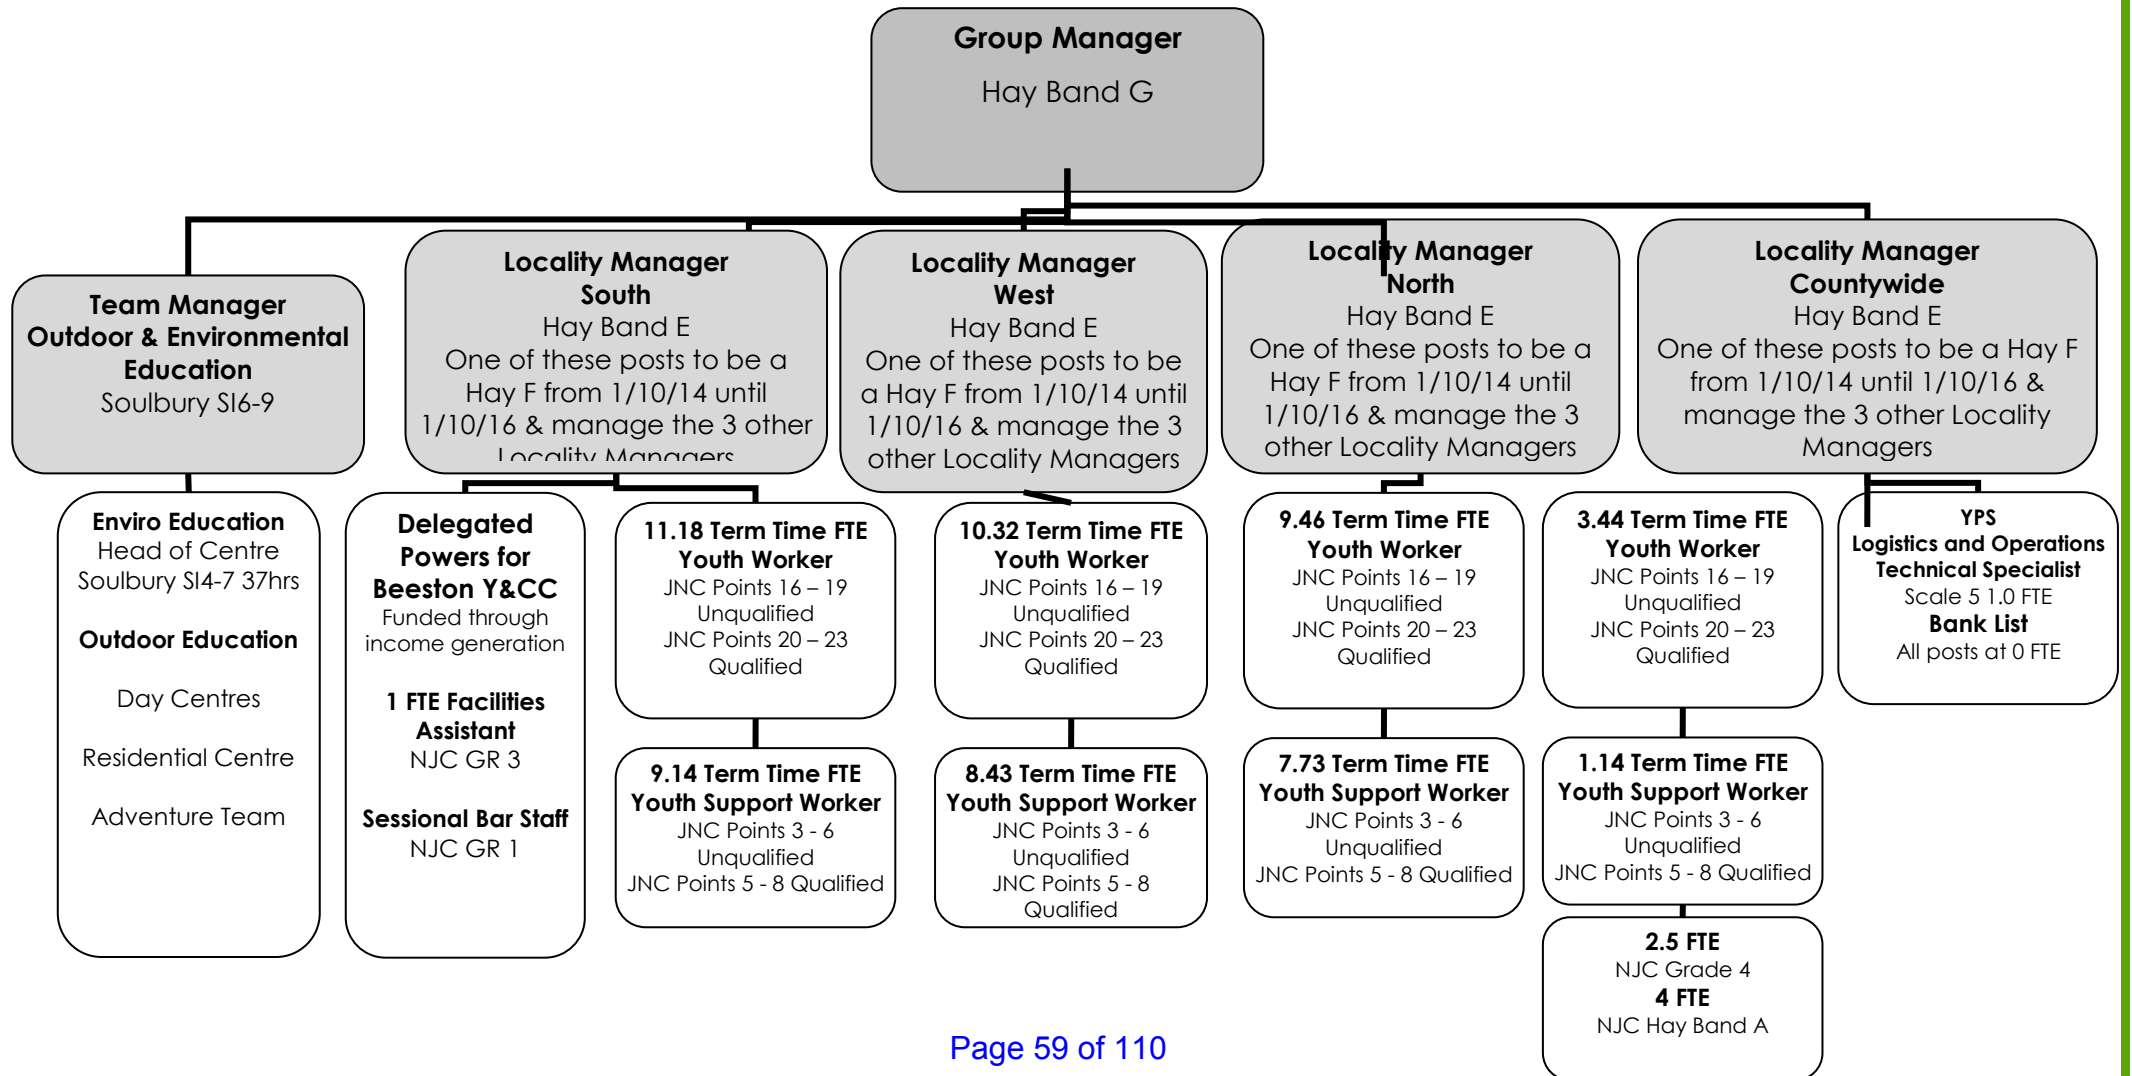 Group Manager
Hay Band G
Team Manager
Outdoor & Environmental
Education
Soulbury SI6-9
Locality Manager
South
Hay Band E
One of these posts to be a
Hay F from 1/10/14 until
1/10/16 & manage the 3 other
Locality Managers
Locality Manager
West
Hay Band E
One of these posts to be
a Hay F from 1/10/14 until
1/10/16 & manage the 3
other Locality Managers
Locality Manager
North
Hay Band E
One of these posts to be a
Hay F from 1/10/14 until
1/10/16 & manage the 3
other Locality Managers
Locality Manager
Countywide
Hay Band E
One of these posts to be a Hay F
from 1/10/14 until 1/10/16 &
manage the 3 other Locality
Managers
Enviro Education
Head of Centre
Soulbury SI4-7 37hrs
Outdoor Education
Day Centres
Residential Centre
Adventure Team
Delegated
Powers for
Beeston Y&CC
Funded through
income generation
1 FTE Facilities
Assistant
NJC GR 3
Sessional Bar Staff
NJC GR 1
11.18 Term Time FTE
Youth Worker
JNC Points 16 – 19
Unqualified
JNC Points 20 – 23
Qualified
10.32 Term Time FTE
Youth Worker
JNC Points 16 – 19
Unqualified
JNC Points 20 – 23
Qualified
9.46 Term Time FTE
Youth Worker
JNC Points 16 – 19
Unqualified
JNC Points 20 – 23
Qualified
3.44 Term Time FTE
Youth Worker
JNC Points 16 – 19
Unqualified
JNC Points 20 – 23
Qualified
YPS
Logistics and Operations
Technical Specialist
Scale 5 1.0 FTE
Bank List
All posts at 0 FTE
9.14 Term Time FTE
Youth Support Worker
JNC Points 3 - 6
Unqualified
JNC Points 5 - 8 Qualified
8.43 Term Time FTE
Youth Support Worker
JNC Points 3 - 6
Unqualified
JNC Points 5 - 8
Qualified
7.73 Term Time FTE
Youth Support Worker
JNC Points 3 - 6
Unqualified
JNC Points 5 - 8 Qualified
1.14 Term Time FTE
Youth Support Worker
JNC Points 3 - 6
Unqualified
JNC Points 5 - 8 Qualified
2.5 FTE
NJC Grade 4
4 FTE
NJC Hay Band A
Page 59 of 110